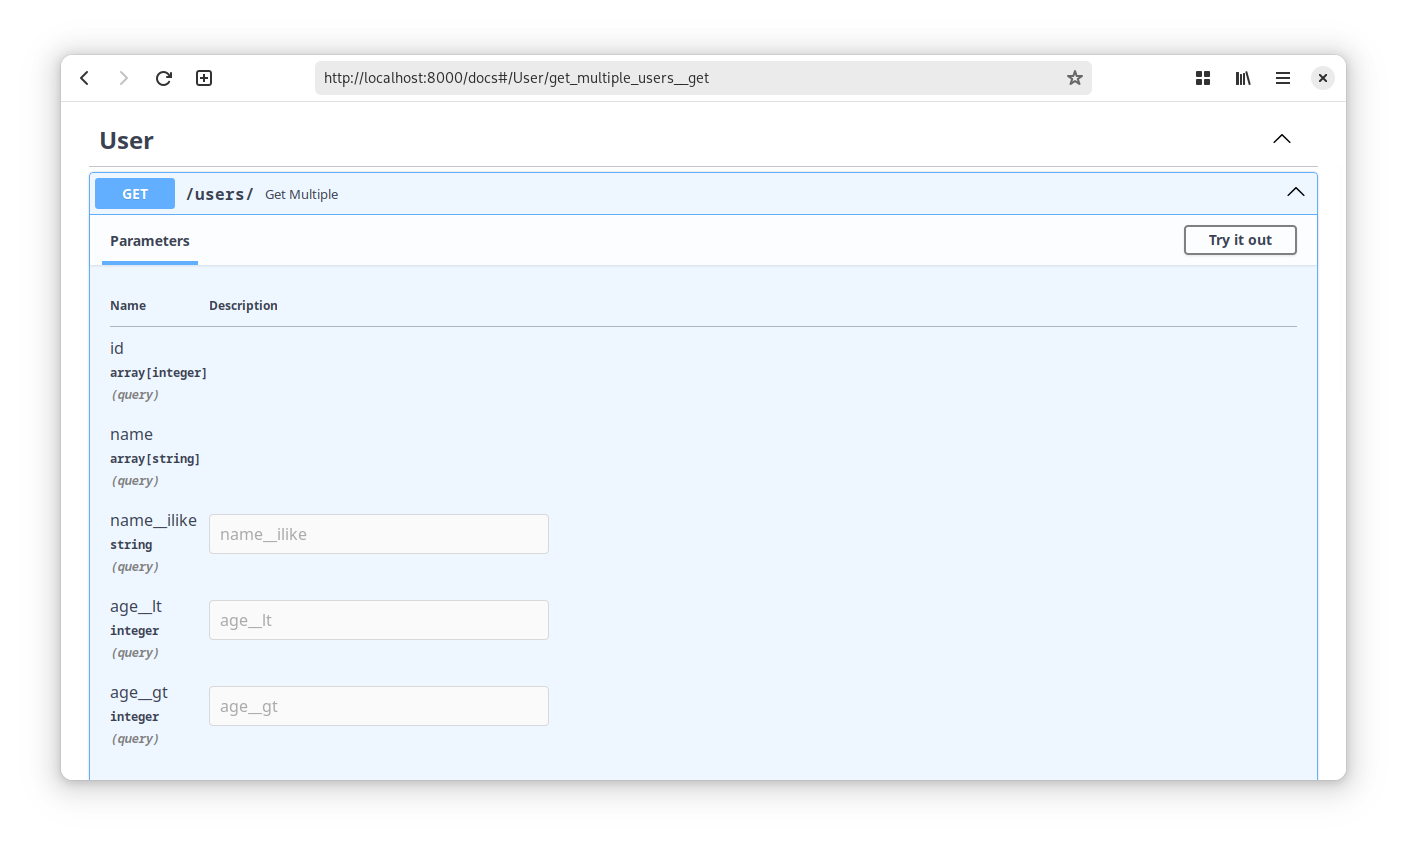 http://localhost:8000/docs#/User/get_multiple_users__get
User
GET /users/ Get Multiple
Parameters Try it out
Name Description
id
array[integer]
(query)
name
array[string]
(query)
name__ilike
string
(query)
name__ilike
age__lt
integer
(query)
age__lt
age__gt
integer
(query)
age__gt